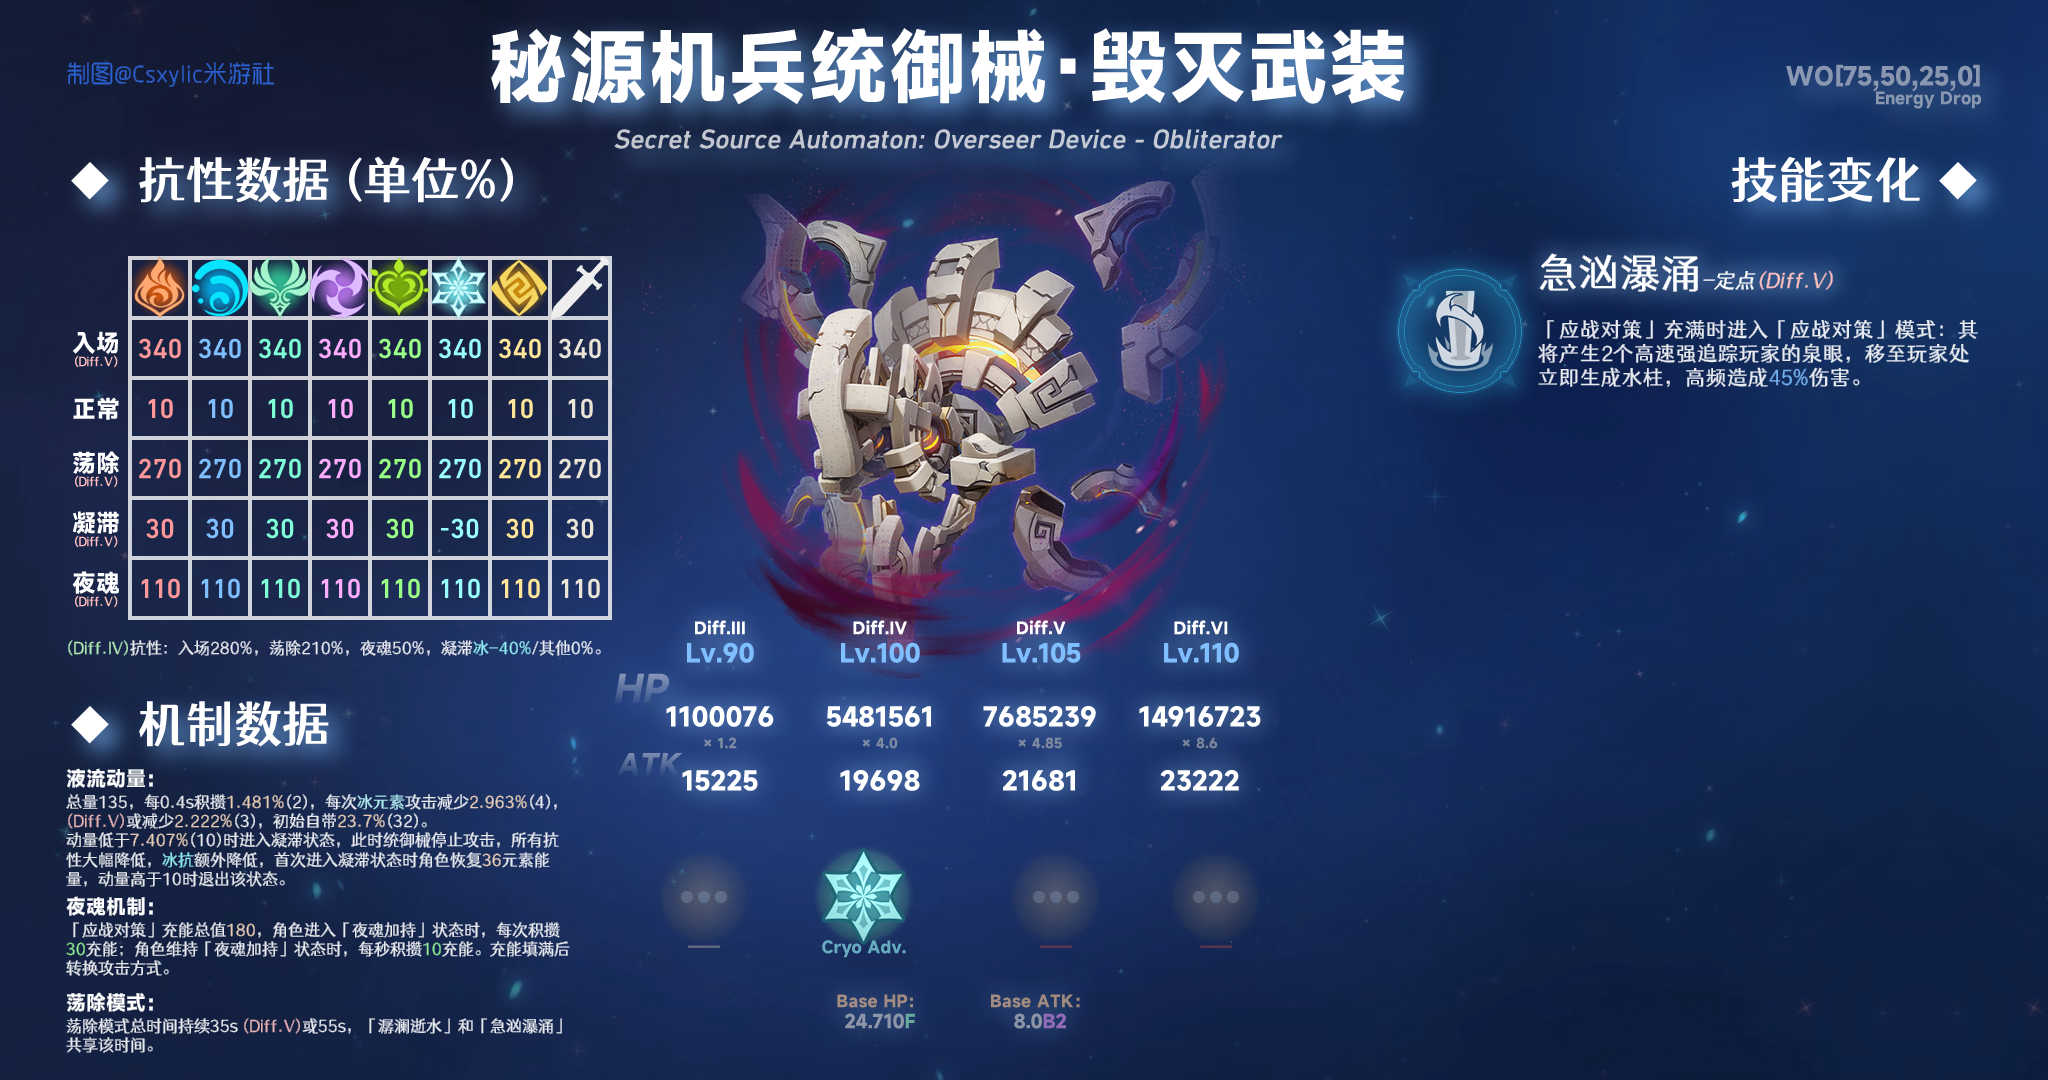 制图@Csxylic米游社
秘源机兵统御械·毁灭武装
WO[75,50,25,0]
Energy Drop
Secret Source Automaton: Overseer Device - Obliterator
抗性数据 (单位%)
入场 340 340 340 340 340 340 340 340
(Diff.V)
正常 10 10 10 10 10 10 10 10
荡除 270 270 270 270 270 270 270 270
(Diff.V)
凝滞 30 30 30 30 30 -30 30 30
(Diff.V)
夜魂 110 110 110 110 110 110 110 110
(Diff.V)
(Diff.IV)抗性：入场280%，荡除210%，夜魂50%，凝滞冰-40%/其他0%。
机制数据
液流动量：
总量135，每0.4s积攒1.481%(2)，每次冰元素攻击减少2.963%(4)，
(Diff.V)或减少2.222%(3)，初始自带23.7%(32)。
动量低于7.407%(10)时进入凝滞状态，此时统御械停止攻击，所有抗
性大幅降低，冰抗额外降低，首次进入凝滞状态时角色恢复36元素能
量，动量高于10时退出该状态。
夜魂机制：
「应战对策」充能总值180，角色进入「夜魂加持」状态时，每次积攒
30充能；角色维持「夜魂加持」状态时，每秒积攒10充能。充能填满后
转换攻击方式。
荡除模式：
荡除模式总时间持续35s (Diff.V)或55s，「潺澜逝水」和「急汹瀑涌」
共享该时间。
Diff.III Diff.IV Diff.V Diff.VI
Lv.90 Lv.100 Lv.105 Lv.110
HP
1100076 5481561 7685239 14916723
× 1.2 × 4.0 × 4.85 × 8.6
ATK
15225 19698 21681 23222
Cryo Adv.
Base HP: Base ATK:
24.710F 8.0B2
技能变化
急汹瀑涌-定点(Diff.V)
「应战对策」充满时进入「应战对策」模式：其
将产生2个高速强追踪玩家的泉眼，移至玩家处
立即生成水柱，高频造成45%伤害。